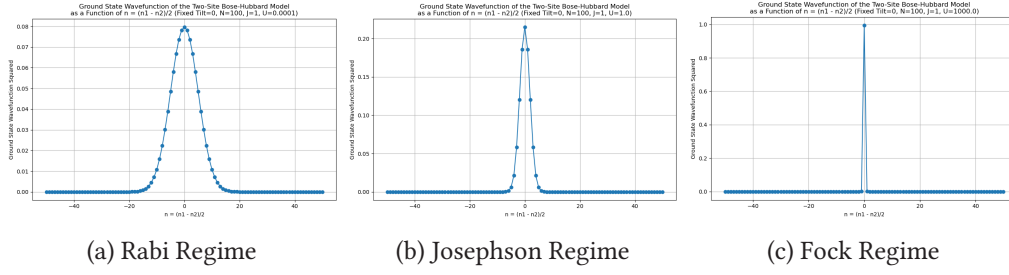 Ground State Wavefunction of the Two-Site Bose-Hubbard Model
as a Function of n = (n1 - n2)/2 (Fixed Tilt=0, N=100, J=1, U=0.0001)
0.08
0.07
0.06
0.05
0.04
0.03
0.02
0.01
0.00
Ground State Wavefunction Squared
−40
−20
0
20
40
n = (n1 - n2)/2
(a) Rabi Regime
Ground State Wavefunction of the Two-Site Bose-Hubbard Model
as a Function of n = (n1 - n2)/2 (Fixed Tilt=0, N=100, J=1, U=1.0)
0.20
0.15
0.10
0.05
0.00
Ground State Wavefunction Squared
−40
−20
0
20
40
n = (n1 - n2)/2
(b) Josephson Regime
Ground State Wavefunction of the Two-Site Bose-Hubbard Model
as a Function of n = (n1 - n2)/2 (Fixed Tilt=0, N=100, J=1, U=1000.0)
1.0
0.8
0.6
0.4
0.2
0.0
Ground State Wavefunction Squared
−40
−20
0
20
40
n = (n1 - n2)/2
(c) Fock Regime